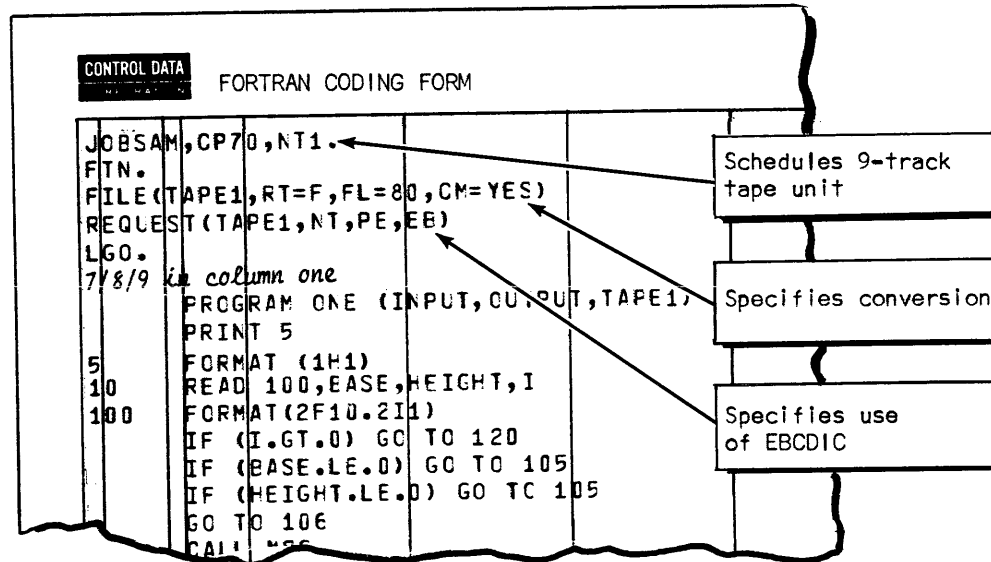 CONTROL DATA
FORTRAN CODING FORM
JOBSAM,CP70,NT1.
FTN.
FILE(TAPE1,RT=F,FL=80,CM=YES)
REQUEST(TAPE1,NT,PE,EB)
LGO.
7/8/9 in column one
PROGRAM ONE (INPUT,OUTPUT,TAPE1)
PRINT 5
5 FORMAT (1H1)
10 READ 100,BASE,HEIGHT,I
100 FORMAT(2F10.2I1)
IF (I.GT.0) GO TO 120
IF (BASE.LE.0) GO TO 105
IF (HEIGHT.LE.0) GO TO 105
GO TO 106
CALL
Schedules 9-track
tape unit
Specifies conversion
Specifies use
of EBCDIC